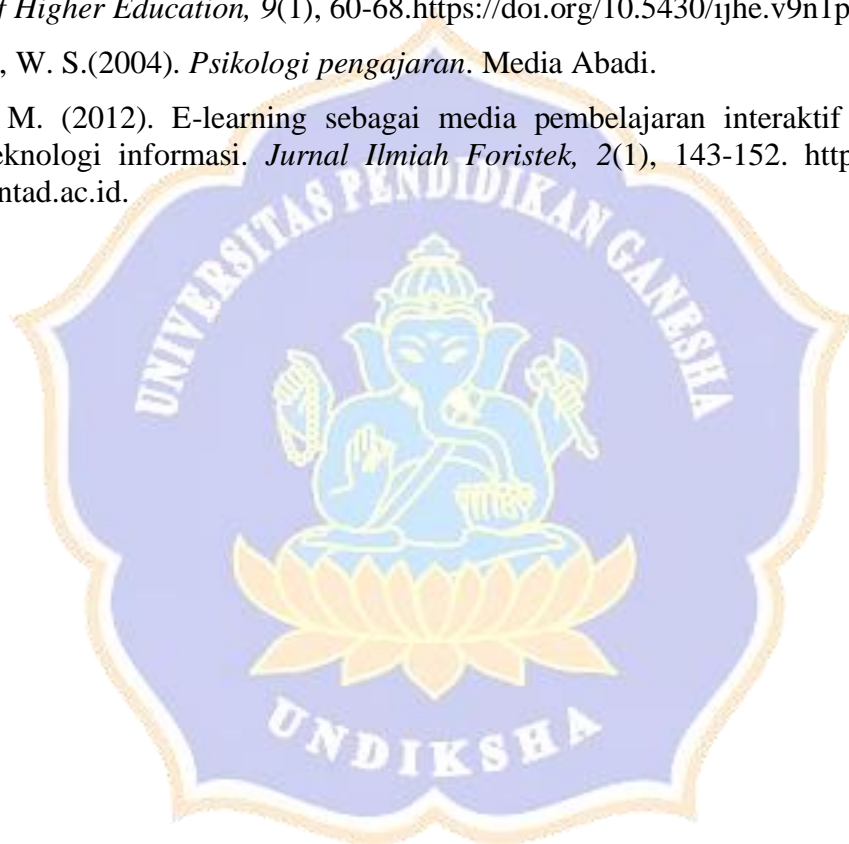 f Higher Education, 9(1), 60-68.https://doi.org/10.5430/ijhe.v9n1p
, W. S.(2004). Psikologi pengajaran. Media Abadi.
M. (2012). E-learning sebagai media pembelajaran interaktif
eknologi informasi. Jurnal Ilmiah Foristek, 2(1), 143-152. http
ntad.ac.id.
UNIVERSITAS PENDIDIKAN GANESHA
UNDIKSHA